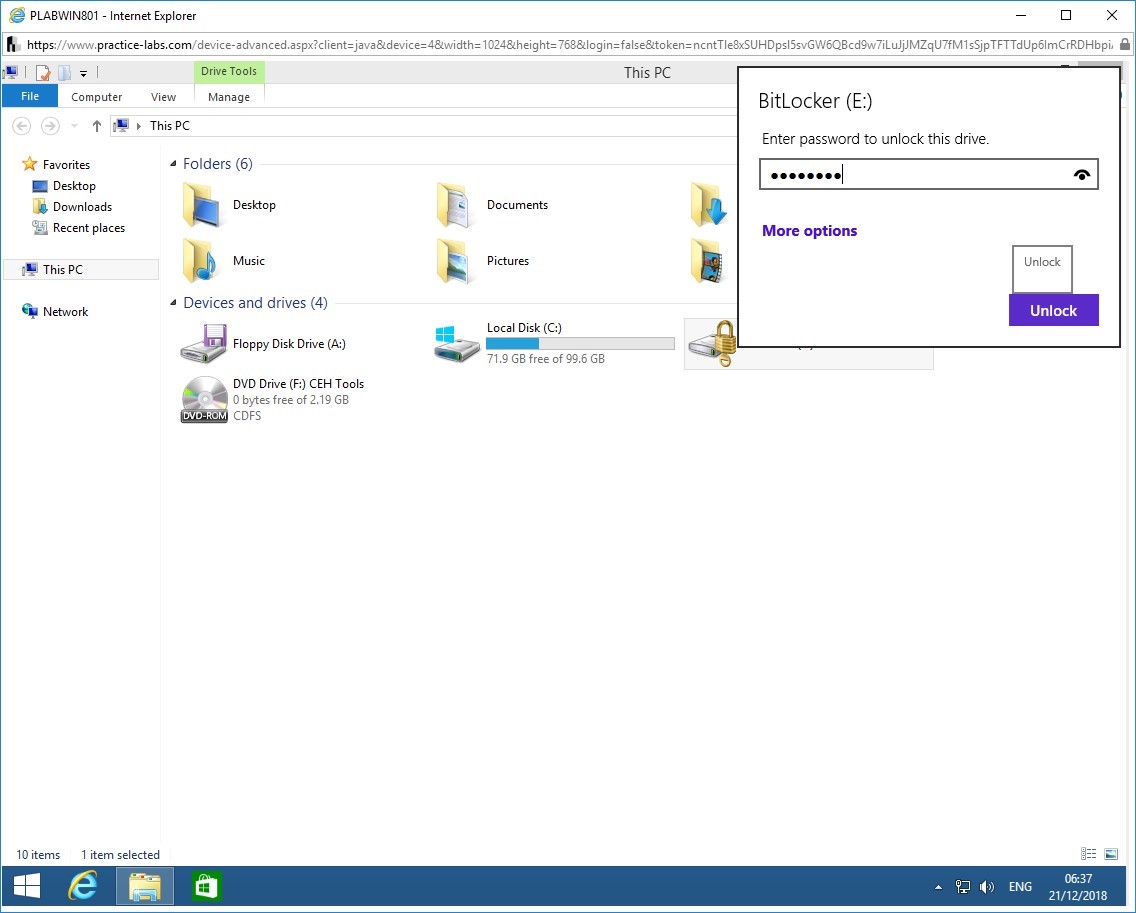 PLABWIN801 - Internet Explorer
https://www.practice-labs.com/device-advanced.aspx?client=java&device=4&width=1024&height=768&login=false&token=
Drive Tools
This PC
File Computer View Manage
This PC
BitLocker (E:)
Enter password to unlock this drive.
●●●●●●●●
More options
Unlock
Unlock
Favorites
Desktop
Downloads
Recent places
This PC
Network
Folders (6)
Desktop
Documents
Music
Pictures
Devices and drives (4)
Floppy Disk Drive (A:)
Local Disk (C:)
71.9 GB free of 99.6 GB
DVD Drive (F:) CEH Tools
0 bytes free of 2.19 GB
CDFS
DVD-ROM
10 items 1 item selected
ENG
06:37
21/12/2018